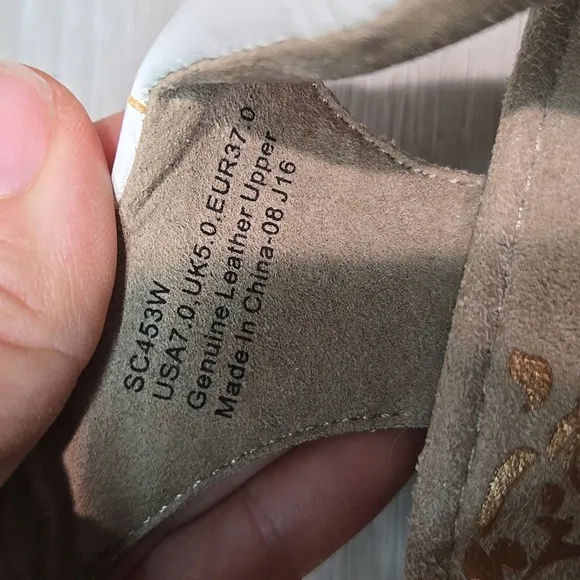 SC453W
USA7.0.UK5.0.EUR37.0
Genuine Leather Upper
Made In China-08.J16